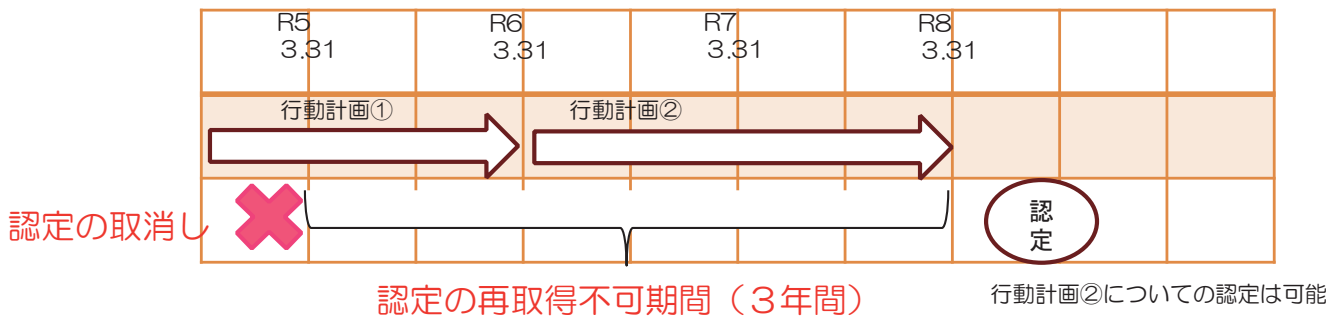 R5
3.31
R6
3.31
R7
3.31
R8
3.31
行動計画①
行動計画②
認定の取消し
認
定
認定の再取得不可期間（３年間）
行動計画②についての認定は可能